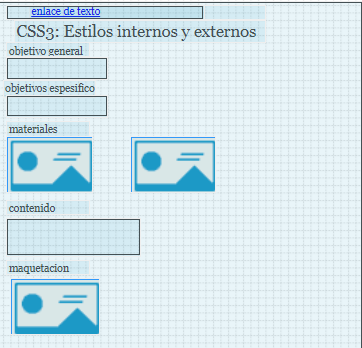 enlace de texto
CSS3: Estilos internos y externos
objetivo general
objetivos espesifico
materiales
contenido
maquetacion